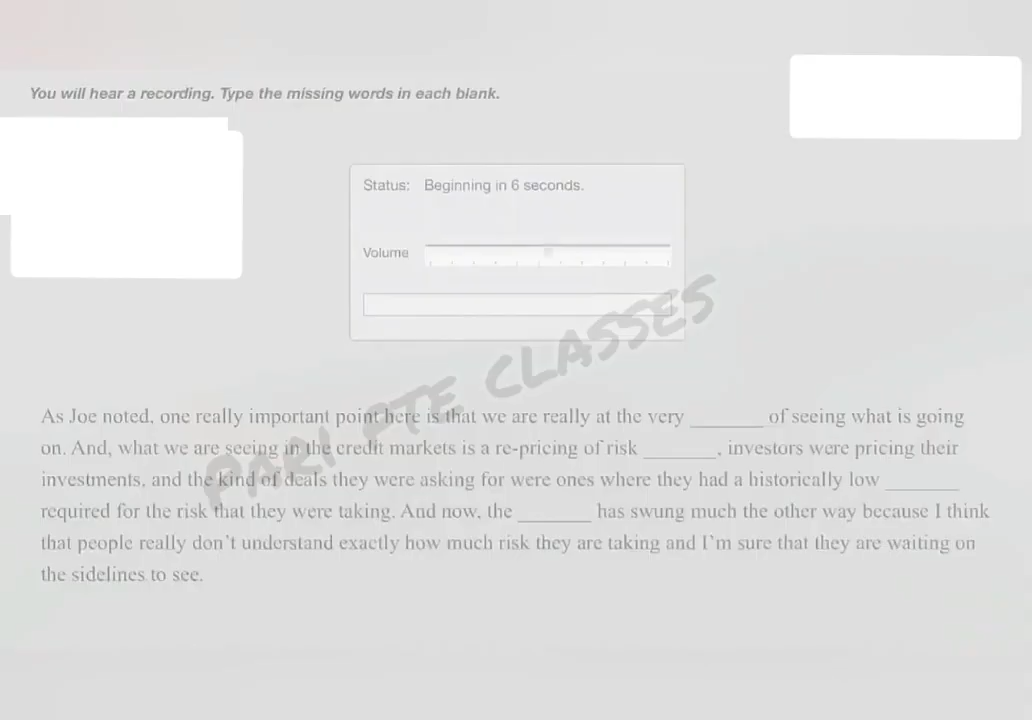 You will hear a recording. Type the missing words in each blank.
Status: Beginning in 6 seconds.
Volume
PARI PTE CLASSES
As Joe noted, one really important point here is that we are really at the very _______ of seeing what is going
on. And, what we are seeing in the credit markets is a re-pricing of risk _______, investors were pricing their
investments, and the kind of deals they were asking for were ones where they had a historically low _______
required for the risk that they were taking. And now, the _______ has swung much the other way because I think
that people really don't understand exactly how much risk they are taking and I'm sure that they are waiting on
the sidelines to see.